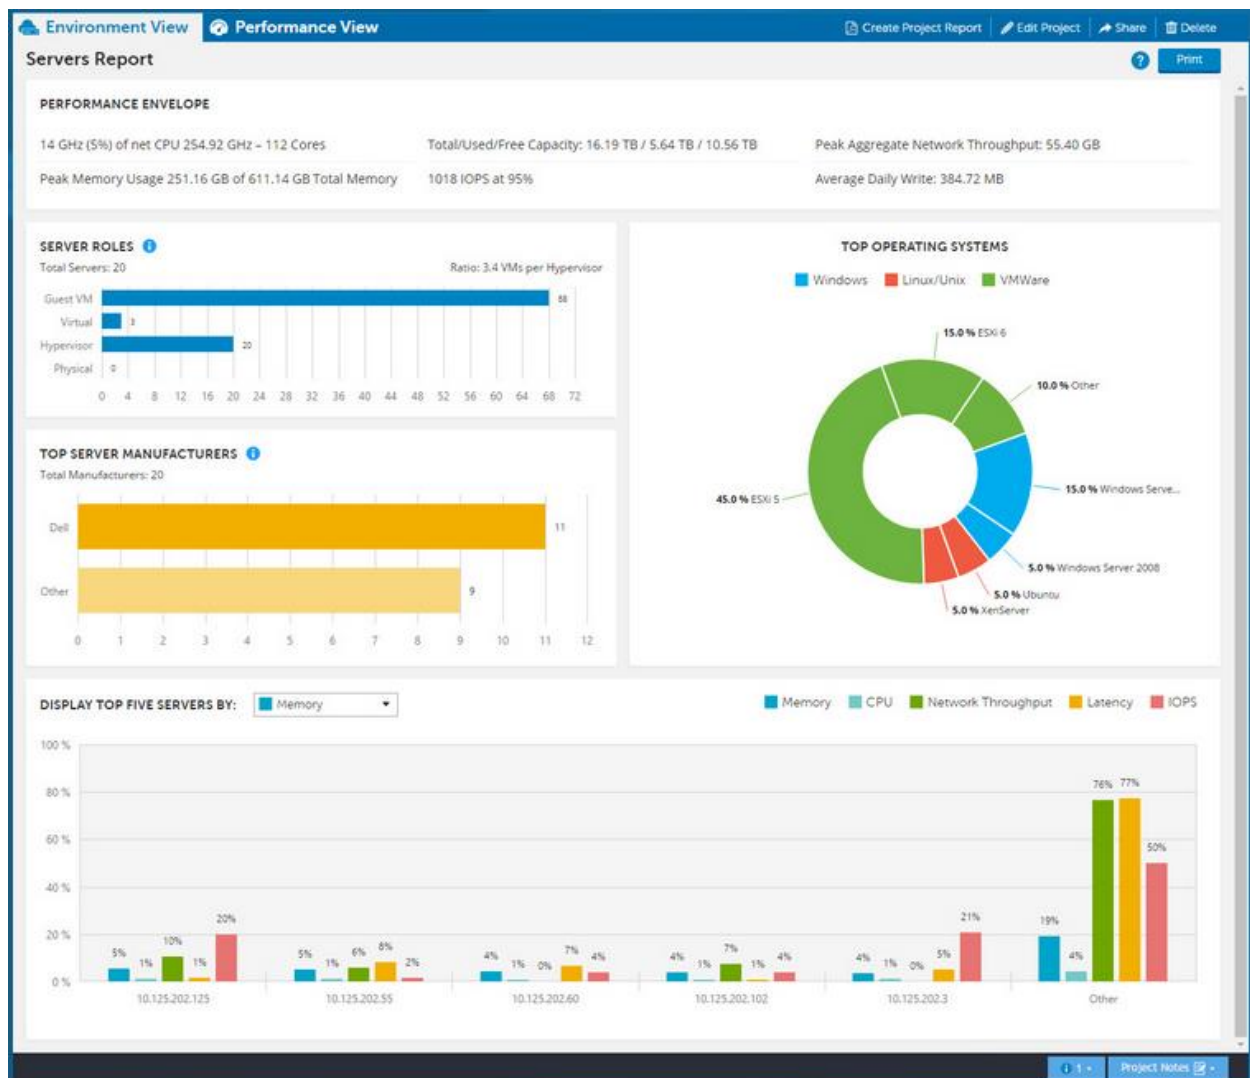 Environment View Performance View Create Project Report Edit Project Share Delete
Servers Report ? Print
PERFORMANCE ENVELOPE
14 GHz (5%) of net CPU 254.92 GHz – 112 Cores Total/Used/Free Capacity: 16.19 TB / 5.64 TB / 10.56 TB Peak Aggregate Network Throughput: 55.40 GB
Peak Memory Usage 251.16 GB of 611.14 GB Total Memory 1018 IOPS at 95% Average Daily Write: 384.72 MB
SERVER ROLES i
Total Servers: 20 Ratio: 3.4 VMs per Hypervisor
Guest VM 68
Virtual 3
Hypervisor 20
Physical 0
0 4 8 12 16 20 24 28 32 36 40 44 48 52 56 60 64 68 72
TOP SERVER MANUFACTURERS i
Total Manufacturers: 20
Dell 11
Other 9
0 1 2 3 4 5 6 7 8 9 10 11 12
TOP OPERATING SYSTEMS
Windows Linux/Unix VMWare
15.0 % ESXi 6
10.0 % Other
45.0 % ESXi 5
15.0 % Windows Serve...
5.0 % Windows Server 2008
5.0 % Ubuntu
5.0 % XenServer
DISPLAY TOP FIVE SERVERS BY: Memory Memory CPU Network Throughput Latency IOPS
100 %
80 %
60 %
40 %
20 %
0 %
5% 1% 10% 1% 20%
5% 1% 6% 8% 2%
4% 1% 0% 7% 4%
4% 1% 7% 1% 4%
4% 1% 0% 5% 21%
19% 4% 76% 77% 50%
10.125.202.125 10.125.202.55 10.125.202.60 10.125.202.102 10.125.202.3 Other
i 1 Project Notes